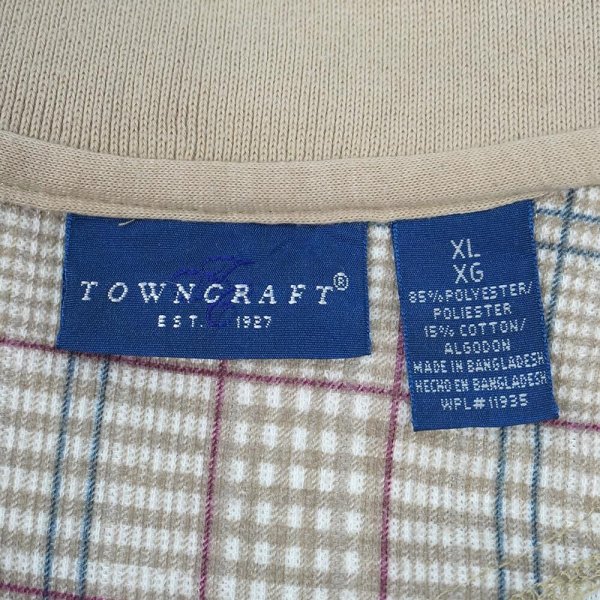 TOWNCRAFT®
EST. 1927
XL
XG
85% POLYESTER/
POLIESTER
15% COTTON/
ALGODON
MADE IN BANGLADESH
HECHO EN BANGLADESH
WPL#11935